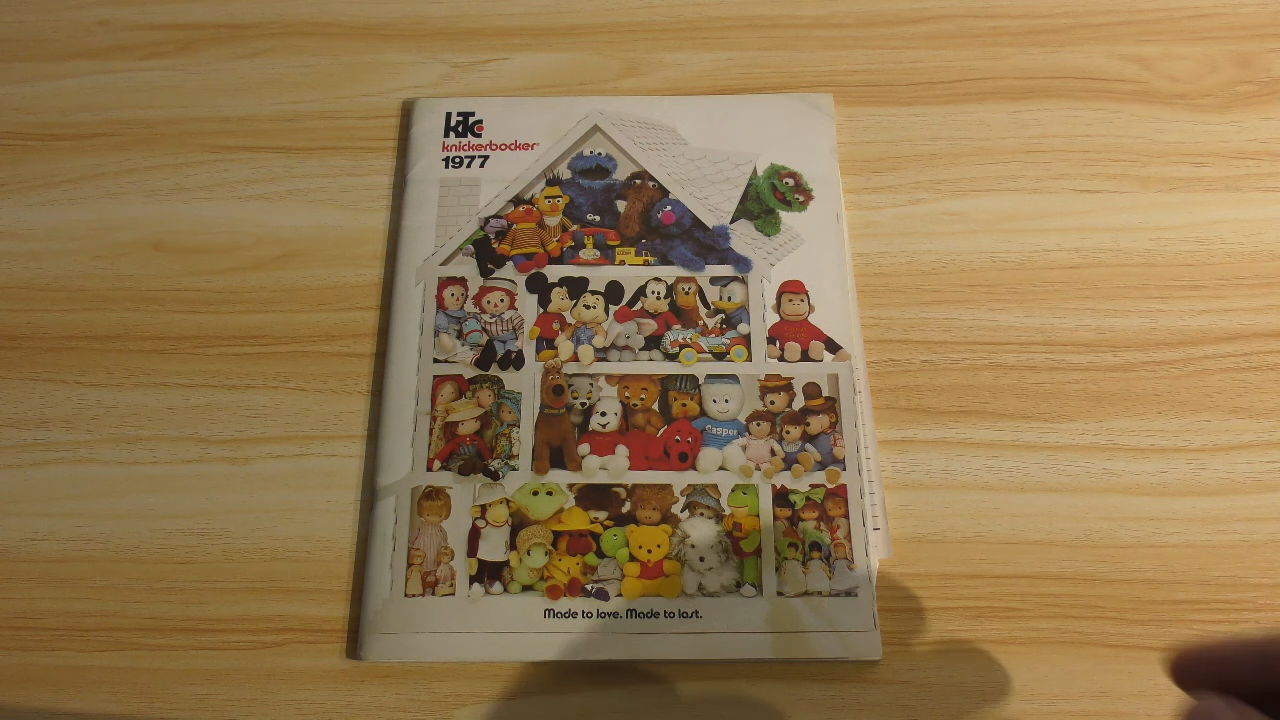 kTc
knickerbocker®
1977
Casper
Made to love. Made to last.